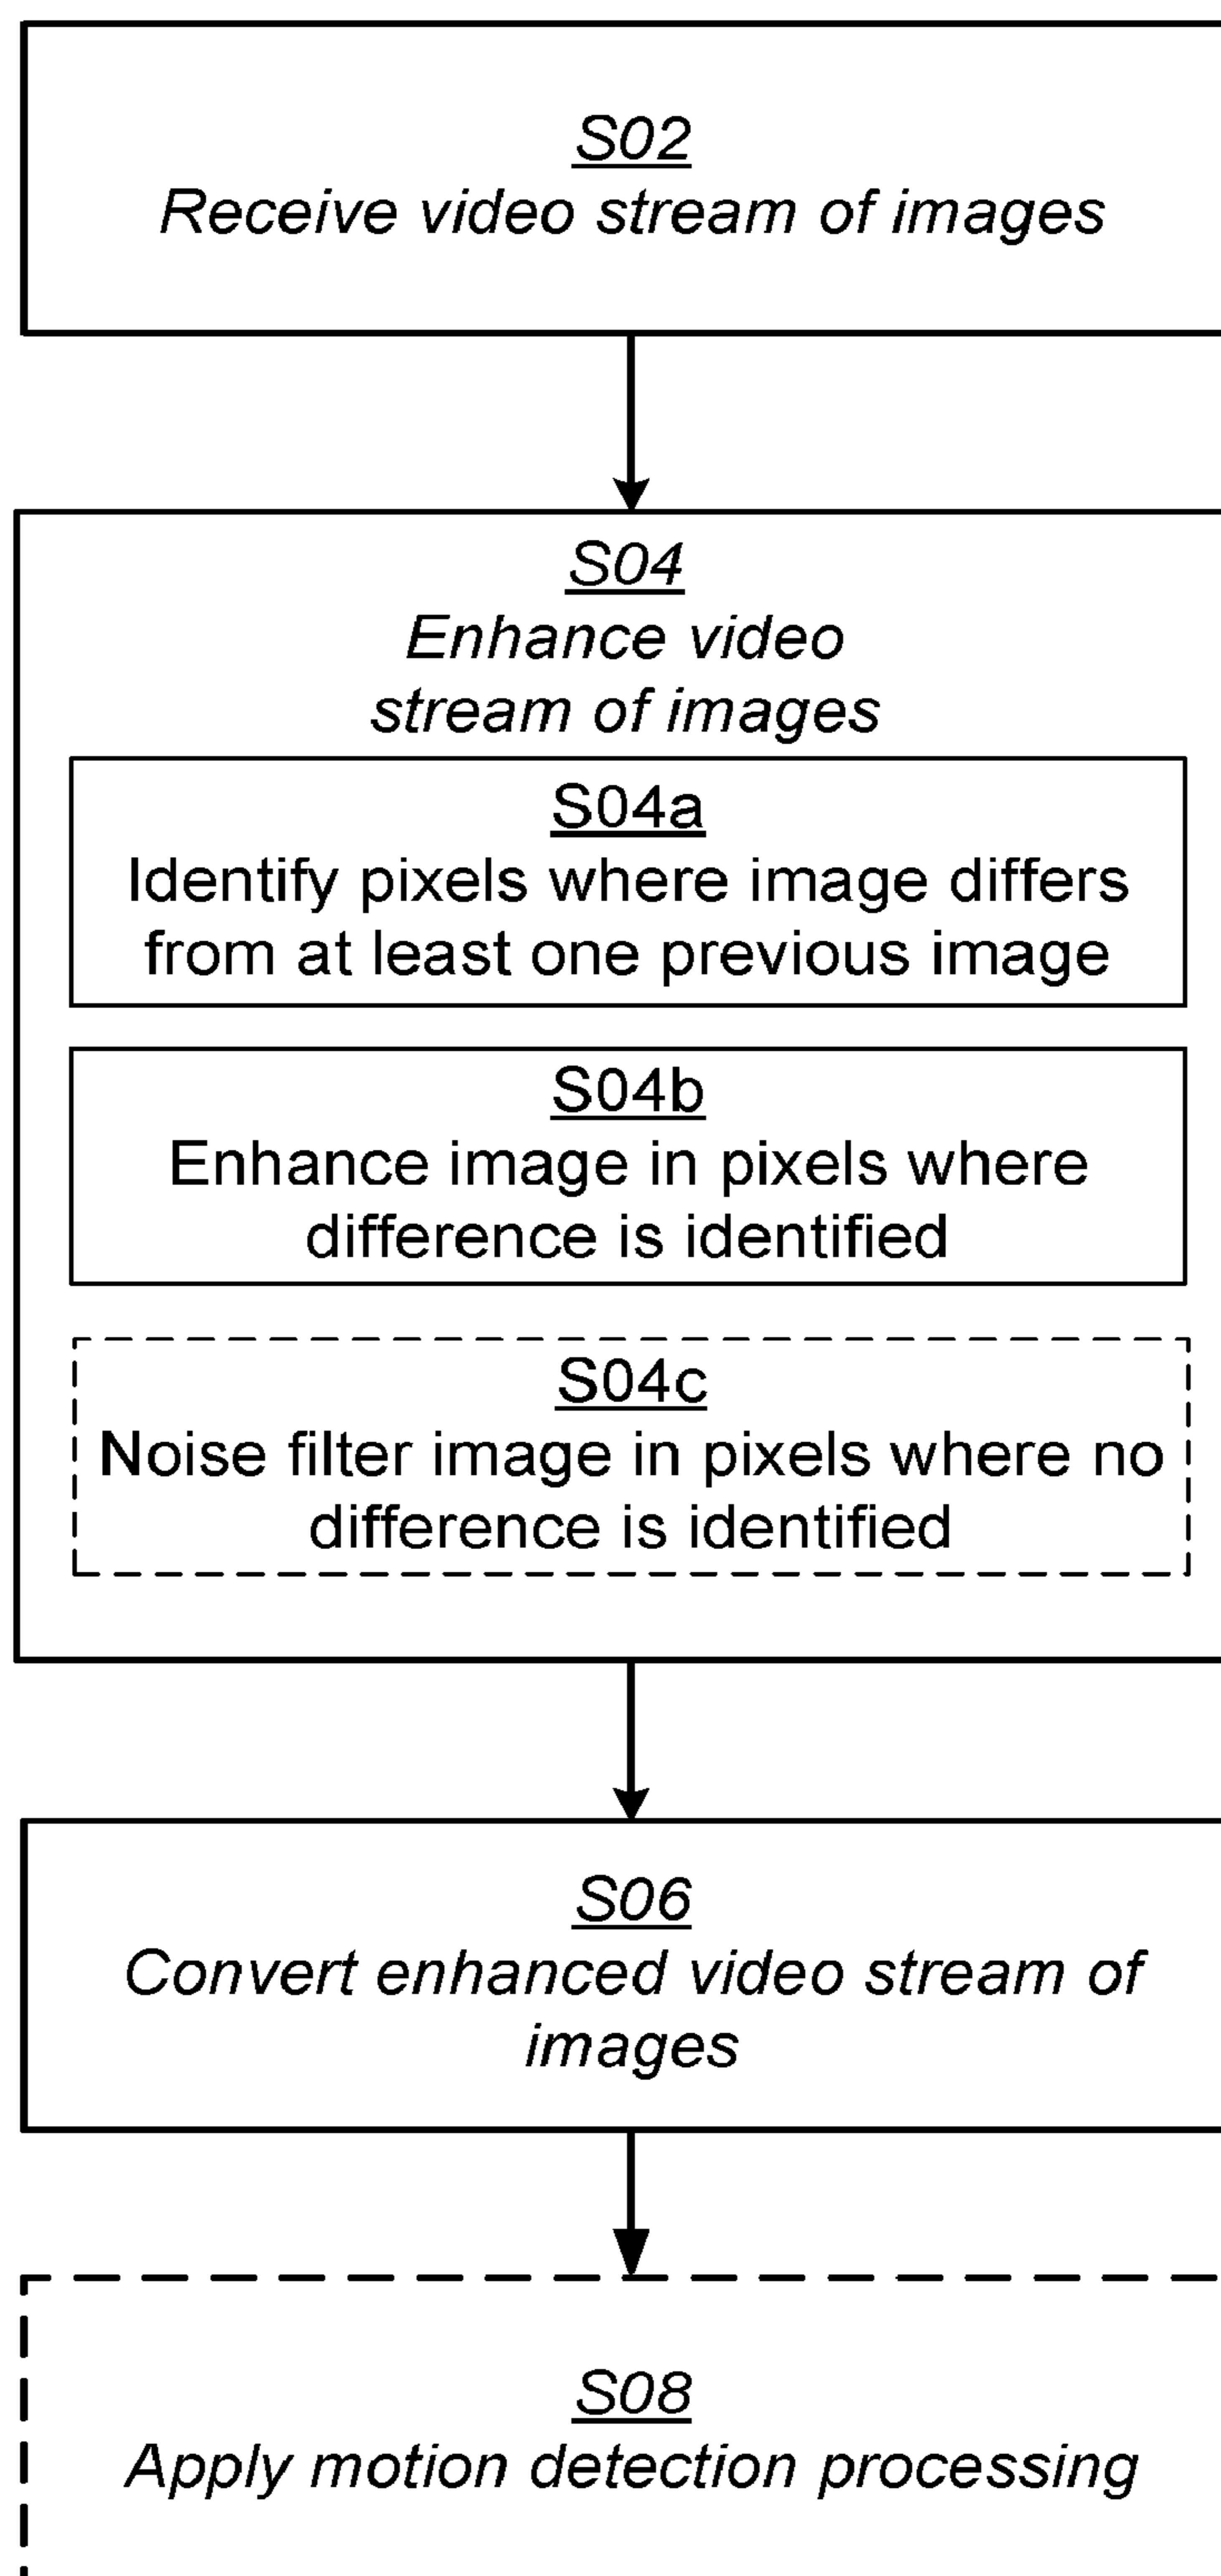 S02
Receive video stream of images
S04
Enhance video
stream of images
S04a
Identify pixels where image differs
from at least one previous image
S04b
Enhance image in pixels where
difference is identified
S04c
Noise filter image in pixels where no
difference is identified
S06
Convert enhanced video stream of
images
S08
Apply motion detection processing